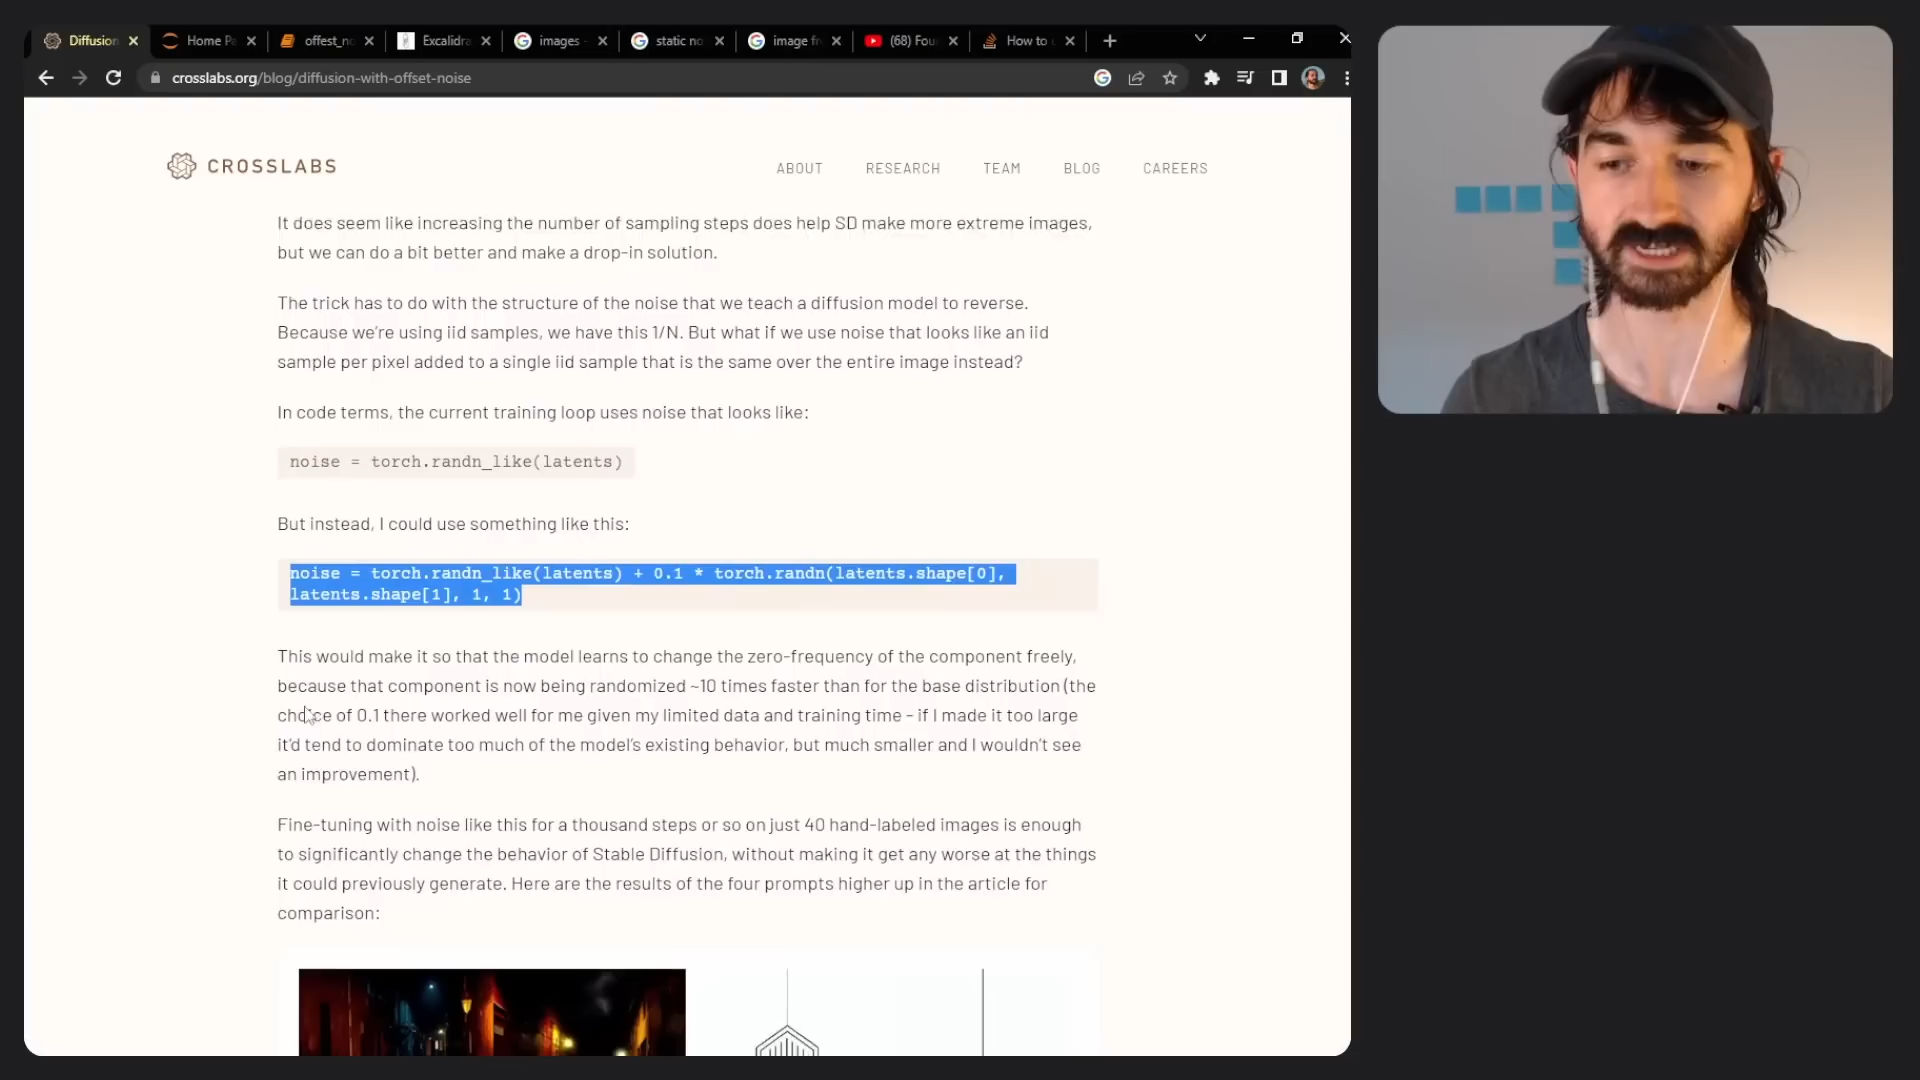 Diffusion
Home Pa
offest_no
Excalidra
images -
static no
image fr
(68) Fou
How to u
crosslabs.org/blog/diffusion-with-offset-noise
CROSSLABS
ABOUT
RESEARCH
TEAM
BLOG
CAREERS
It does seem like increasing the number of sampling steps does help SD make more extreme images,
but we can do a bit better and make a drop-in solution.
The trick has to do with the structure of the noise that we teach a diffusion model to reverse.
Because we're using iid samples, we have this 1/N. But what if we use noise that looks like an iid
sample per pixel added to a single iid sample that is the same over the entire image instead?
In code terms, the current training loop uses noise that looks like:
noise = torch.randn_like(latents)
But instead, I could use something like this:
noise = torch.randn_like(latents) + 0.1 * torch.randn(latents.shape[0],
latents.shape[1], 1, 1)
This would make it so that the model learns to change the zero-frequency of the component freely,
because that component is now being randomized ~10 times faster than for the base distribution (the
choice of 0.1 there worked well for me given my limited data and training time – if I made it too large
it'd tend to dominate too much of the model's existing behavior, but much smaller and I wouldn't see
an improvement).
Fine-tuning with noise like this for a thousand steps or so on just 40 hand-labeled images is enough
to significantly change the behavior of Stable Diffusion, without making it get any worse at the things
it could previously generate. Here are the results of the four prompts higher up in the article for
comparison: